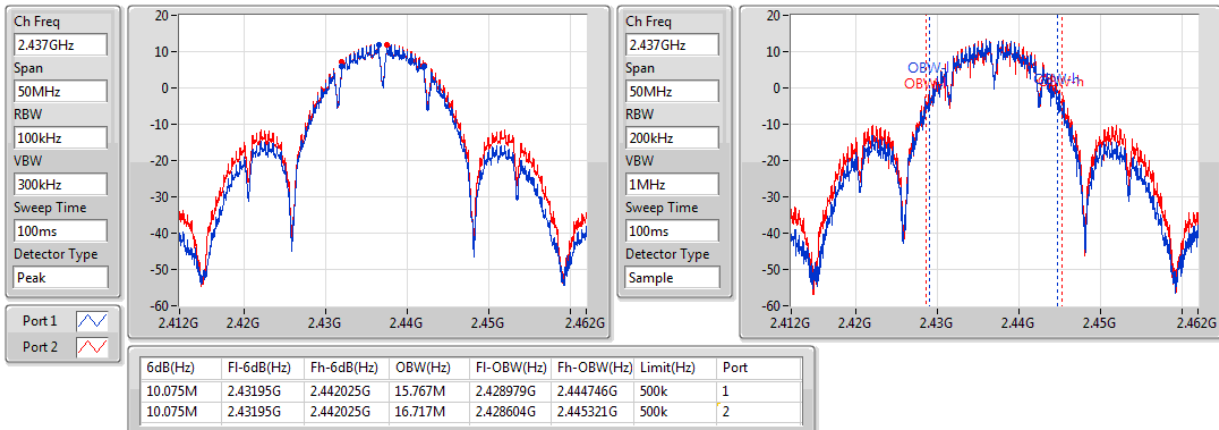 Ch Freq
2.437GHz
Span
50MHz
RBW
100kHz
VBW
300kHz
Sweep Time
100ms
Detector Type
Peak
Port 1
Port 2
20
10
0
-10
-20
-30
-40
-50
-60
2.412G 2.42G 2.43G 2.44G 2.45G 2.462G
Ch Freq
2.437GHz
Span
50MHz
RBW
200kHz
VBW
1MHz
Sweep Time
100ms
Detector Type
Sample
20
10
0
-10
-20
-30
-40
-50
-60
OBW-
OBW
OBW-h
OBW-h
2.412G 2.42G 2.43G 2.44G 2.45G 2.462G
6dB(Hz) Fl-6dB(Hz) Fh-6dB(Hz) OBW(Hz) Fl-OBW(Hz) Fh-OBW(Hz) Limit(Hz) Port
10.075M 2.43195G 2.442025G 15.767M 2.428979G 2.444746G 500k 1
10.075M 2.43195G 2.442025G 16.717M 2.428604G 2.445321G 500k 2